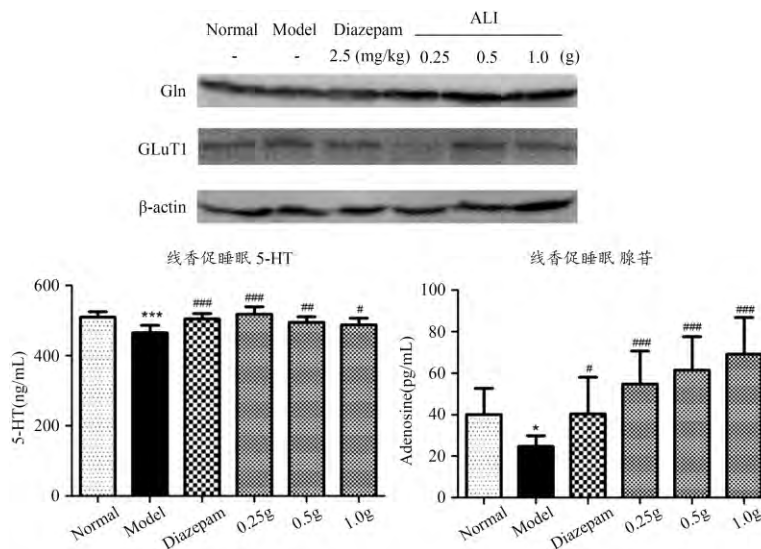 ALI
Normal Model Diazepam
- - 2.5 (mg/kg) 0.25 0.5 1.0 (g)
Gln
GLuT1
β-actin
线香促睡眠 5-HT
600
400
200
0
5-HT(ng/mL)
***
###
###
##
#
Normal
Model
Diazepam
0.25g
0.5g
1.0g
线香促睡眠 腺苷
100
80
60
40
20
0
Adenosine(pg/mL)
*
#
###
###
###
Normal
Model
Diazepam
0.25g
0.5g
1.0g